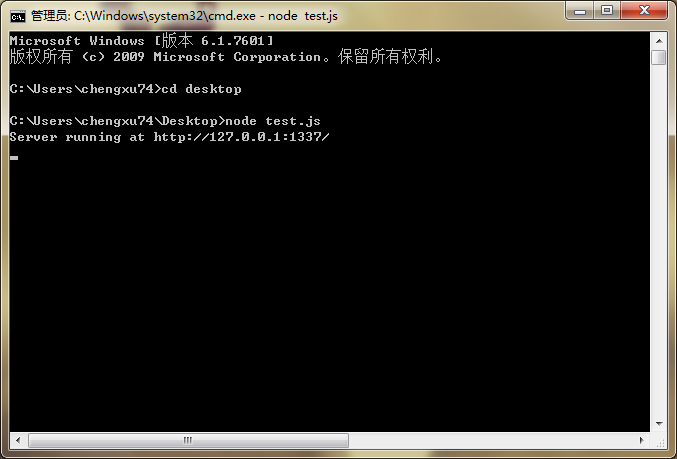 管理员: C:\Windows\system32\cmd.exe - node  test.js
Microsoft Windows [版本 6.1.7601]
版权所有 (c) 2009 Microsoft Corporation。保留所有权利。
C:\Users\chengxu74>cd desktop
C:\Users\chengxu74\Desktop>node test.js
Server running at http://127.0.0.1:1337/